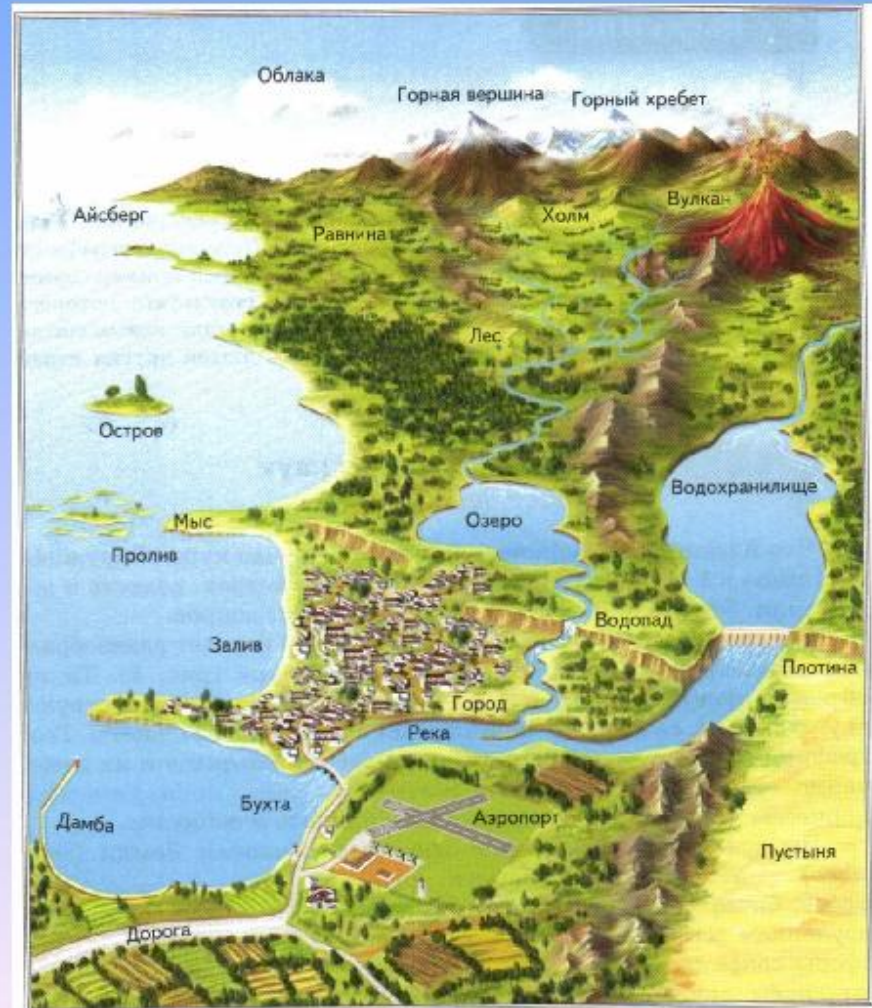 Облака
Горная вершина
Горный хребет
Айсберг
Равнина
Холм
Вулкан
Лес
Остров
Водохранилище
Мыс
Озеро
Пролив
Водопад
Залив
Плотина
Город
Река
Бухта
Дамба
Аэропорт
Пустыня
Дорога